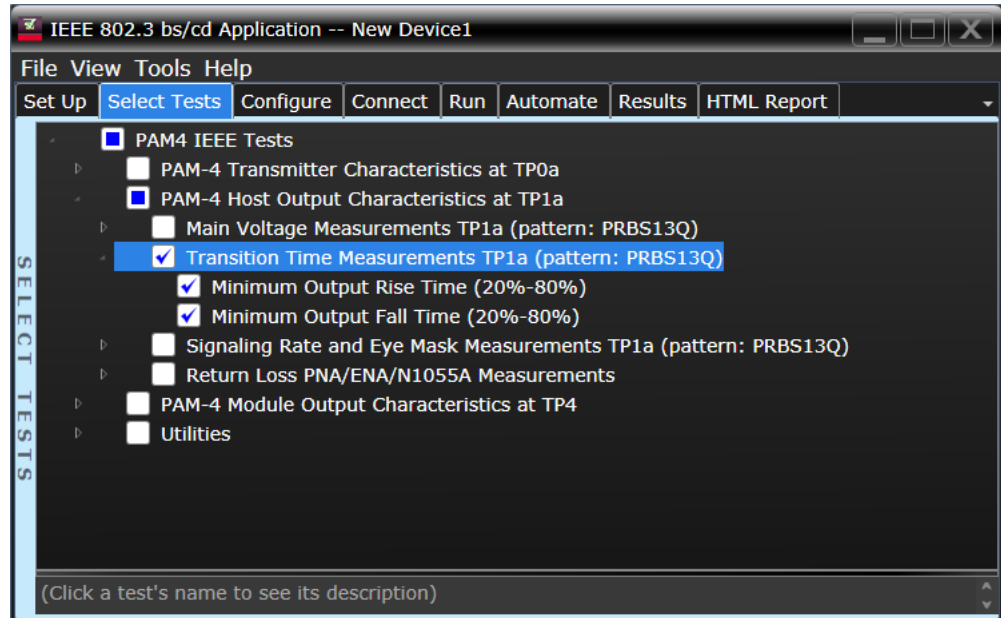 IEEE 802.3 bs/cd Application -- New Device1
File View Tools Help
Set Up Select Tests Configure Connect Run Automate Results HTML Report
SELECT TESTS
PAM4 IEEE Tests
PAM-4 Transmitter Characteristics at TP0a
PAM-4 Host Output Characteristics at TP1a
Main Voltage Measurements TP1a (pattern: PRBS13Q)
Transition Time Measurements TP1a (pattern: PRBS13Q)
Minimum Output Rise Time (20%-80%)
Minimum Output Fall Time (20%-80%)
Signaling Rate and Eye Mask Measurements TP1a (pattern: PRBS13Q)
Return Loss PNA/ENA/N1055A Measurements
PAM-4 Module Output Characteristics at TP4
Utilities
(Click a test's name to see its description)